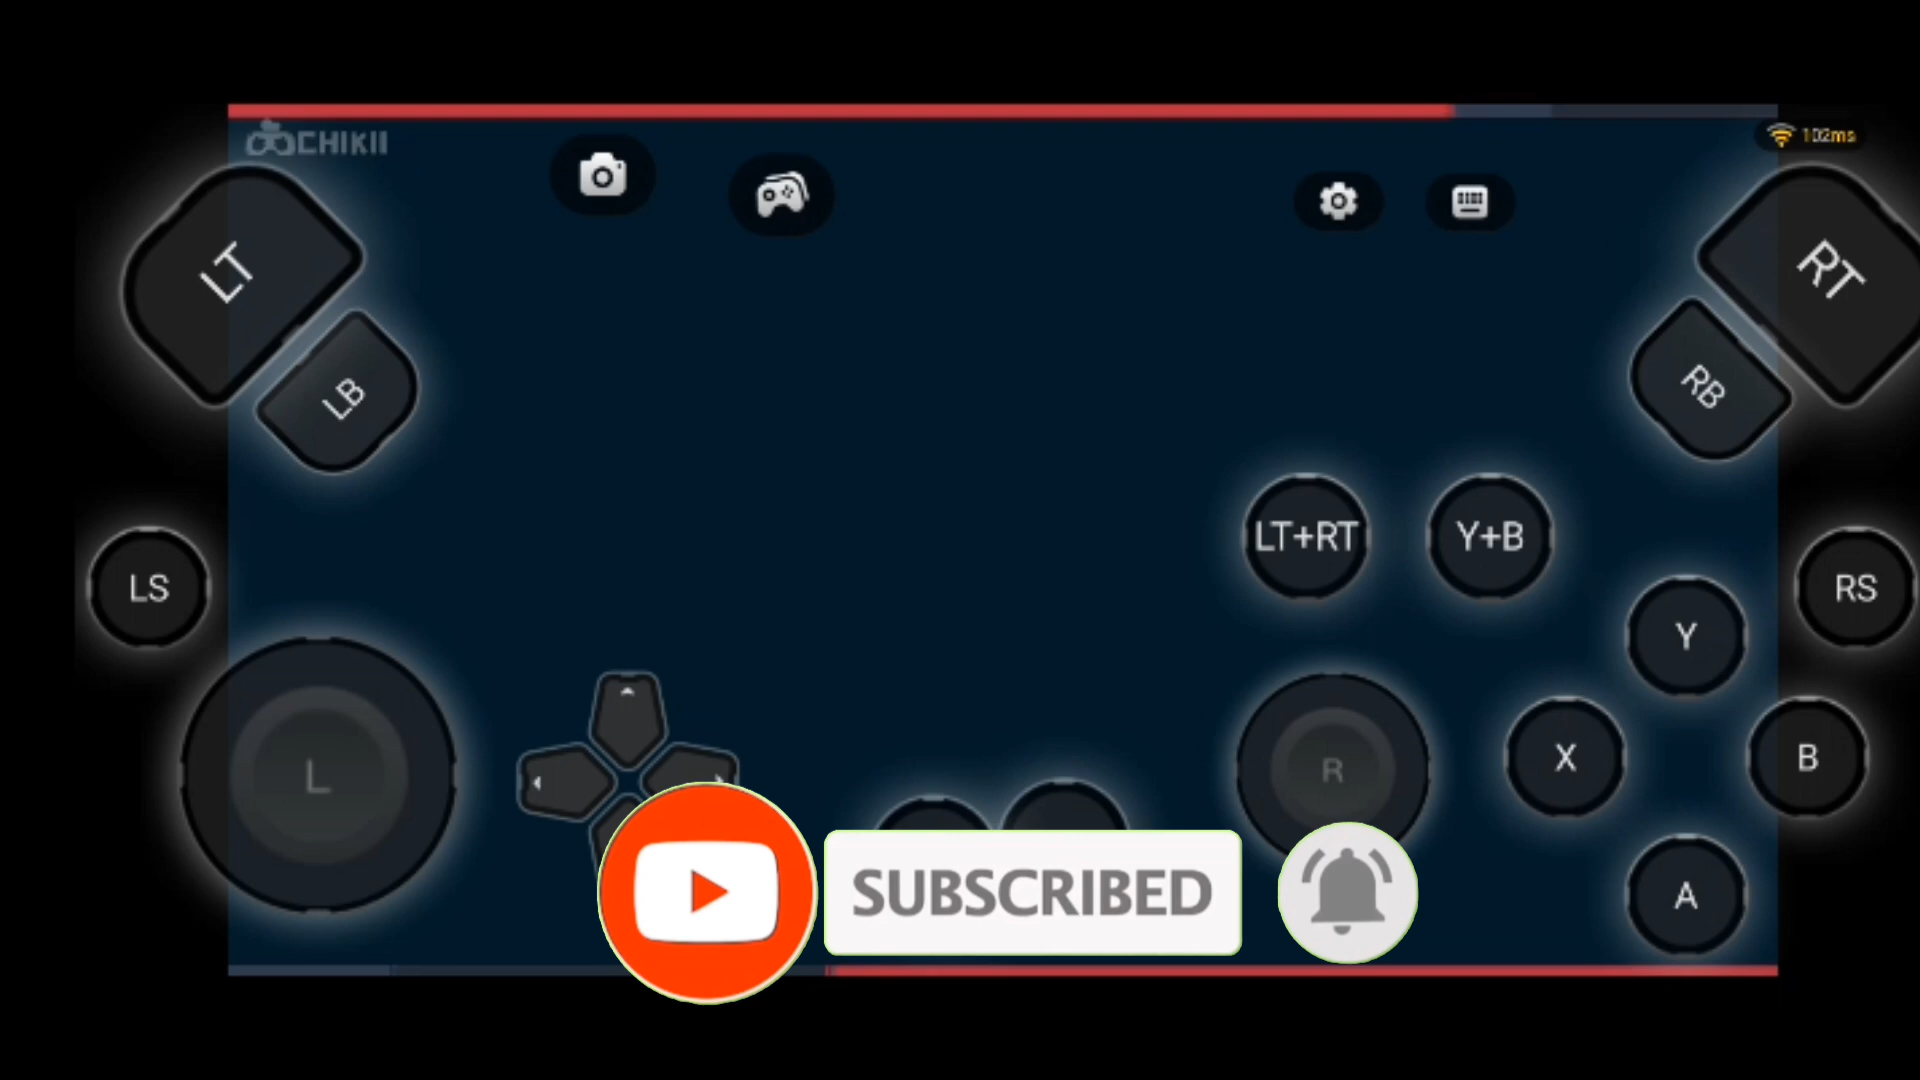 CHIKII
102ms
LT
RT
LB
RB
LT+RT
Y+B
LS
RS
Y
L
R
X
B
SUBSCRIBED
A